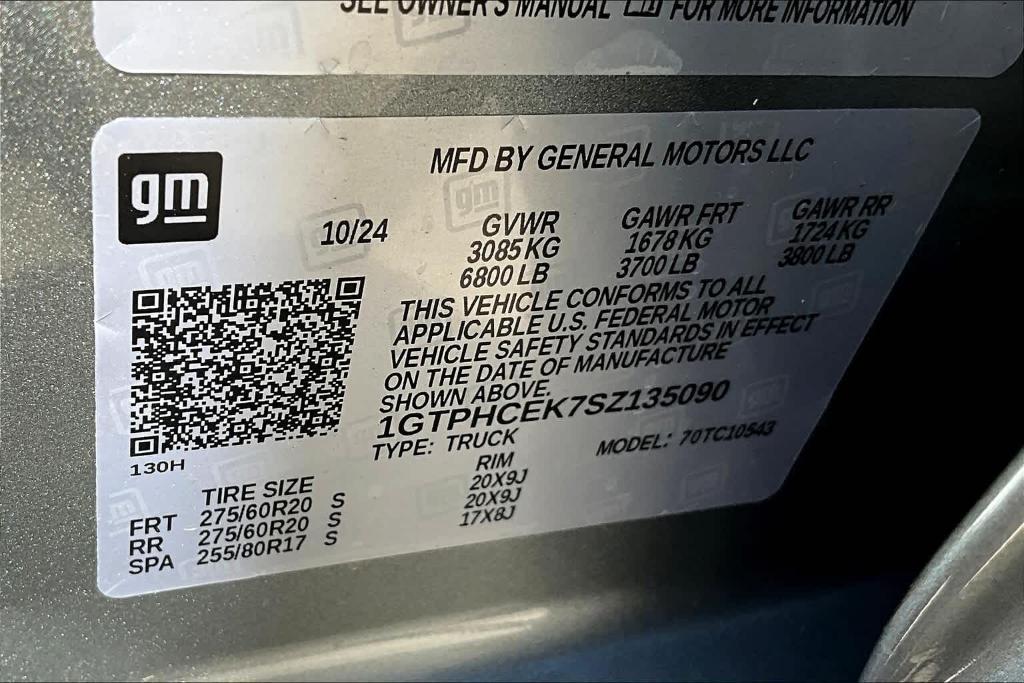 SEE OWNER'S MANUAL FOR MORE INFORMATION
gm
MFD BY GENERAL MOTORS LLC
10/24
GVWR GAWR FRT GAWR RR
3085 KG 1678 KG 1724 KG
6800 LB 3700 LB 3800 LB
THIS VEHICLE CONFORMS TO ALL
APPLICABLE U.S. FEDERAL MOTOR
VEHICLE SAFETY STANDARDS IN EFFECT
ON THE DATE OF MANUFACTURE
SHOWN ABOVE.
1GTPHCEK7SZ135090
TYPE: TRUCK MODEL: 70TC10543
130H
TIRE SIZE RIM
FRT 275/60R20 S 20X9J
RR 275/60R20 S 20X9J
SPA 255/80R17 S 17X8J